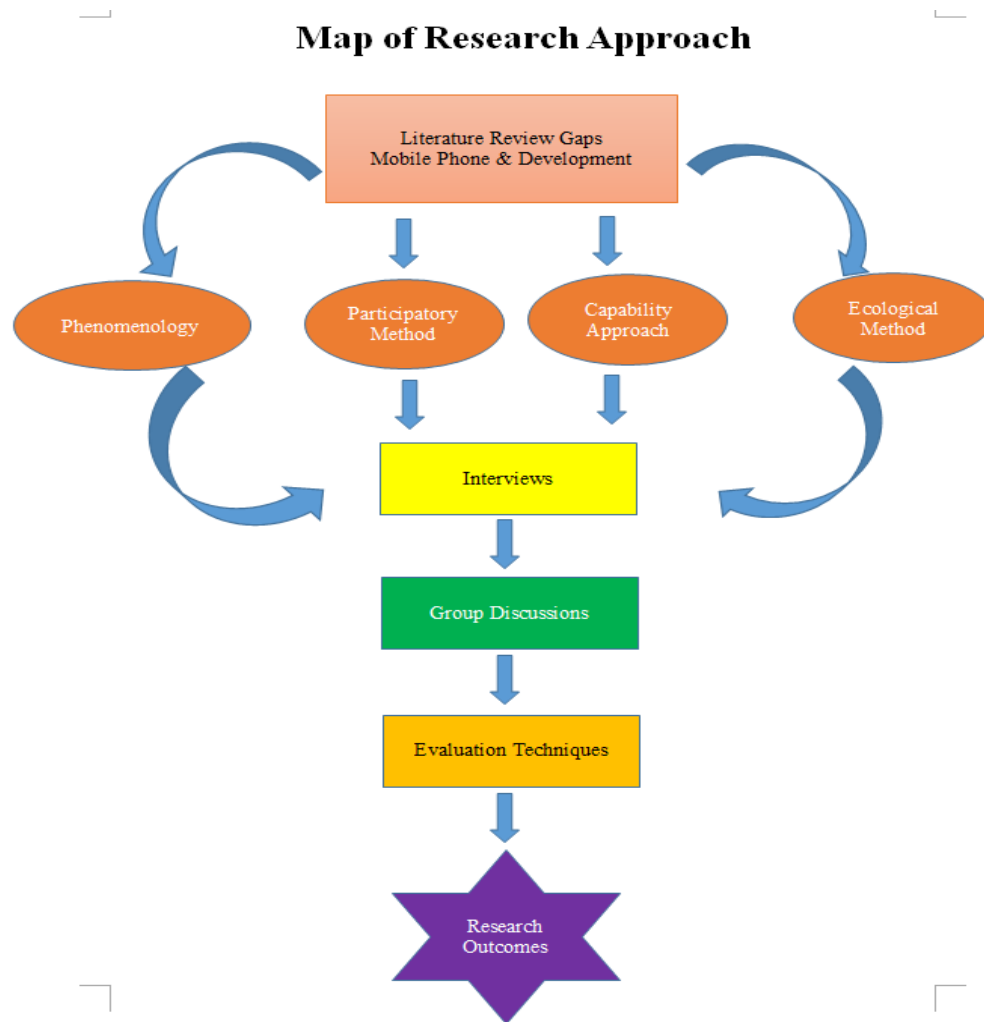 Map of Research Approach
Literature Review Gaps
Mobile Phone & Development
Phenomenology
Participatory
Method
Capability
Approach
Ecological
Method
Interviews
Group Discussions
Evaluation Techniques
Research
Outcomes